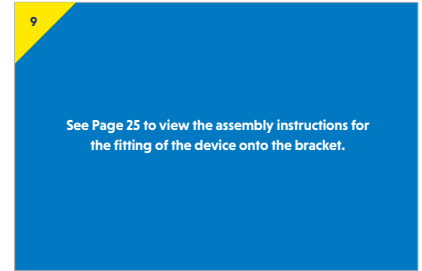 9
See Page 25 to view the assembly instructions for
the fitting of the device onto the bracket.